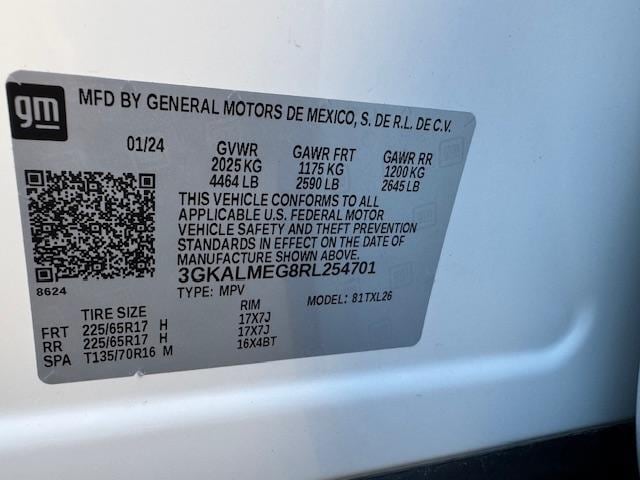 gm
MFD BY GENERAL MOTORS DE MEXICO, S. DE R.L. DE C.V.
01/24 GVWR GAWR FRT GAWR RR
2025 KG 1175 KG 1200 KG
4464 LB 2590 LB 2645 LB
THIS VEHICLE CONFORMS TO ALL
APPLICABLE U.S. FEDERAL MOTOR
VEHICLE SAFETY AND THEFT PREVENTION
STANDARDS IN EFFECT ON THE DATE OF
MANUFACTURE SHOWN ABOVE.
3GKALMEG8RL254701
8624 TYPE: MPV MODEL: 81TXL26
TIRE SIZE RIM
FRT 225/65R17 H 17X7J
RR 225/65R17 H 17X7J
SPA T135/70R16 M 16X4BT